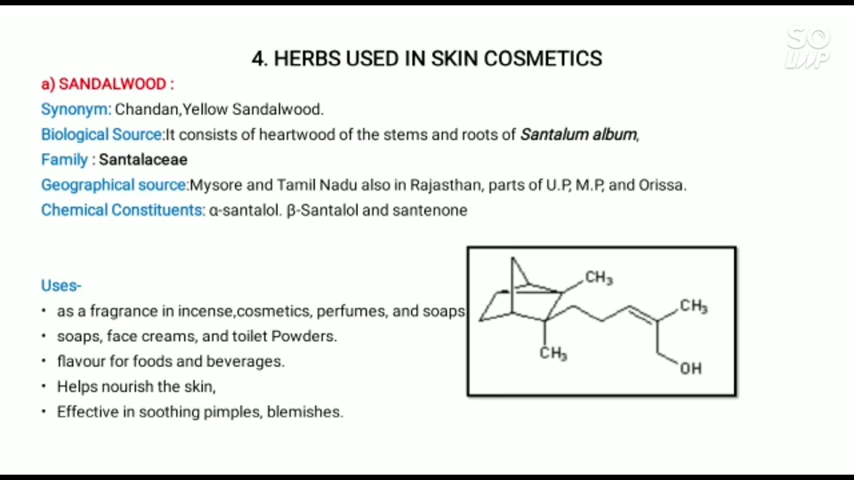 SO
LIIP
4. HERBS USED IN SKIN COSMETICS
a) SANDALWOOD :
Synonym: Chandan,Yellow Sandalwood.
Biological Source:It consists of heartwood of the stems and roots of Santalum album,
Family : Santalaceae
Geographical source:Mysore and Tamil Nadu also in Rajasthan, parts of U.P, M.P, and Orissa.
Chemical Constituents: α-santalol. β-Santalol and santenone
Uses-
• as a fragrance in incense,cosmetics, perfumes, and soaps
• soaps, face creams, and toilet Powders.
• flavour for foods and beverages.
• Helps nourish the skin,
• Effective in soothing pimples, blemishes.
CH3
CH3
CH3
OH